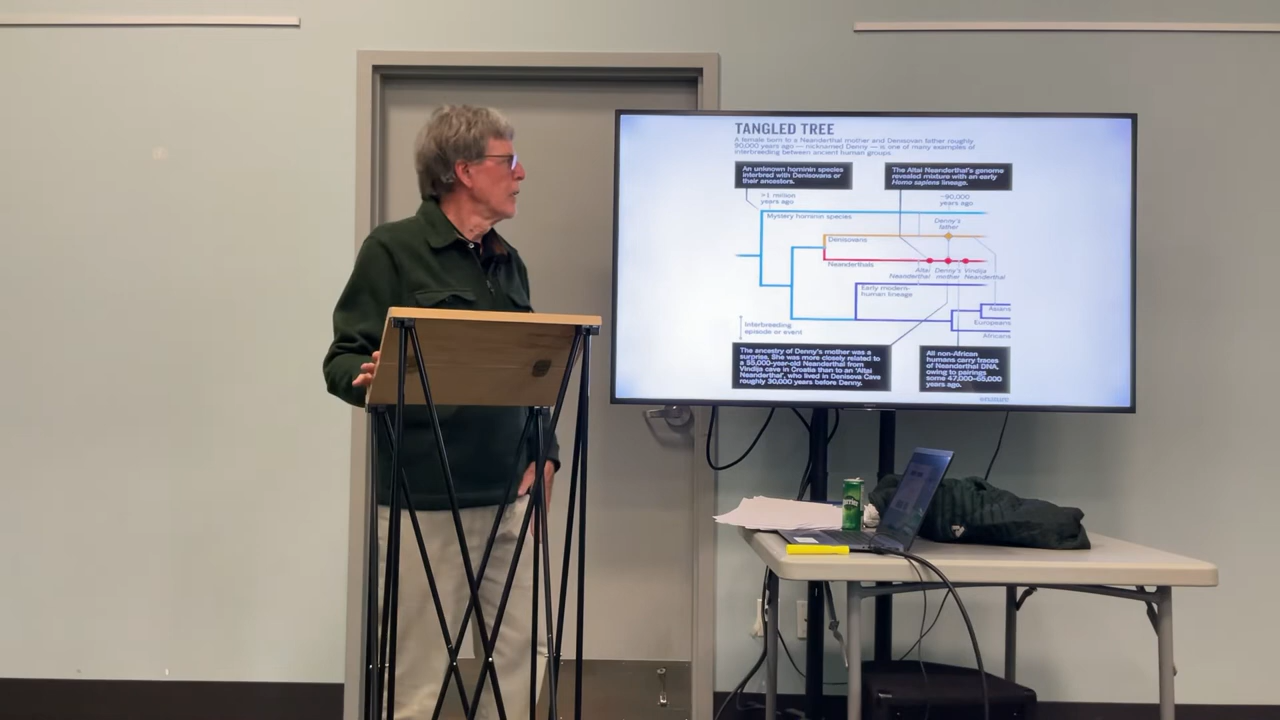 TANGLED TREE
A female born to a Neanderthal mother and Denisovan father roughly
90,000 years ago — nicknamed Denny — is one of many examples of
interbreeding between ancient human groups.
An unknown hominin species
interbred with Denisovans or
their ancestors.
The Altai Neanderthal's genome
revealed mixture with an early
Homo sapiens lineage.
>1 million
years ago
~90,000
years ago
Mystery hominin species
Denny's
father
Denisovans
Neanderthals
Altai
Neanderthal
Denny's
mother
Vindija
Neanderthal
Early modern-
human lineage
Asians
Europeans
Africans
Interbreeding
episode or event
The ancestry of Denny's mother was a
surprise. She was more closely related to
a 55,000-year-old Neanderthal from
Vindija cave in Croatia than to an 'Altai
Neanderthal', who lived in Denisova Cave
roughly 30,000 years before Denny.
All non-African
humans carry traces
of Neanderthal DNA,
owing to pairings
some 47,000–65,000
years ago.